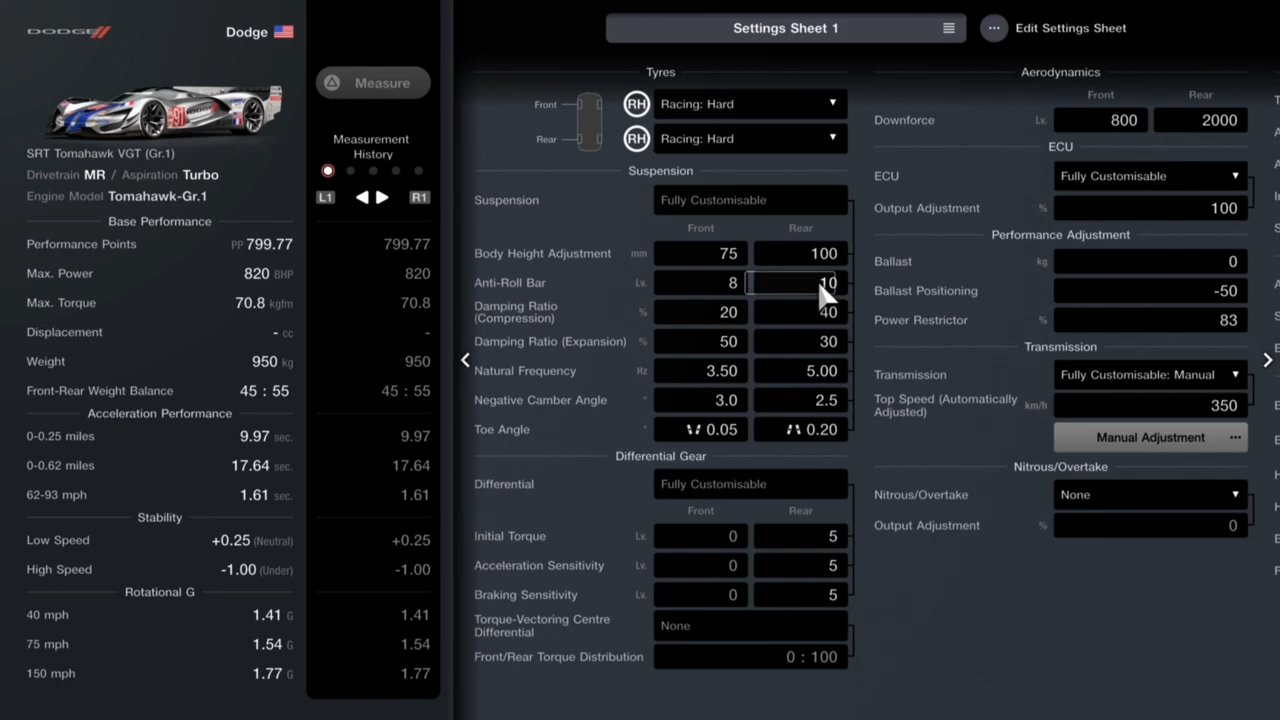 DODGE
Dodge
Settings Sheet 1
Edit Settings Sheet
Measure
Measurement
History
L1
R1
SRT Tomahawk VGT (Gr.1)
Drivetrain MR / Aspiration Turbo
Engine Model Tomahawk-Gr.1
Base Performance
Performance Points PP 799.77 799.77
Max. Power 820 BHP 820
Max. Torque 70.8 kgfm 70.8
Displacement - cc -
Weight 950 kg 950
Front-Rear Weight Balance 45 : 55 45 : 55
Acceleration Performance
0-0.25 miles 9.97 sec. 9.97
0-0.62 miles 17.64 sec. 17.64
62-93 mph 1.61 sec. 1.61
Stability
Low Speed +0.25 (Neutral) +0.25
High Speed -1.00 (Under) -1.00
Rotational G
40 mph 1.41 G 1.41
75 mph 1.54 G 1.54
150 mph 1.77 G 1.77
Tyres
Front RH Racing: Hard
Rear RH Racing: Hard
Suspension
Suspension Fully Customisable
Front Rear
Body Height Adjustment mm 75 100
Anti-Roll Bar Lv. 8 10
Damping Ratio
(Compression) % 20 40
Damping Ratio (Expansion) % 50 30
Natural Frequency Hz 3.50 5.00
Negative Camber Angle ° 3.0 2.5
Toe Angle ° 0.05 0.20
Differential Gear
Differential Fully Customisable
Front Rear
Initial Torque Lv. 0 5
Acceleration Sensitivity Lv. 0 5
Braking Sensitivity Lv. 0 5
Torque-Vectoring Centre
Differential None
Front/Rear Torque Distribution 0 : 100
Aerodynamics
Front Rear
Downforce Lv. 800 2000
ECU
ECU Fully Customisable
Output Adjustment % 100
Performance Adjustment
Ballast kg 0
Ballast Positioning -50
Power Restrictor % 83
Transmission
Transmission Fully Customisable: Manual
Top Speed (Automatically
Adjusted) km/h 350
Manual Adjustment
Nitrous/Overtake
Nitrous/Overtake None
Output Adjustment % 0